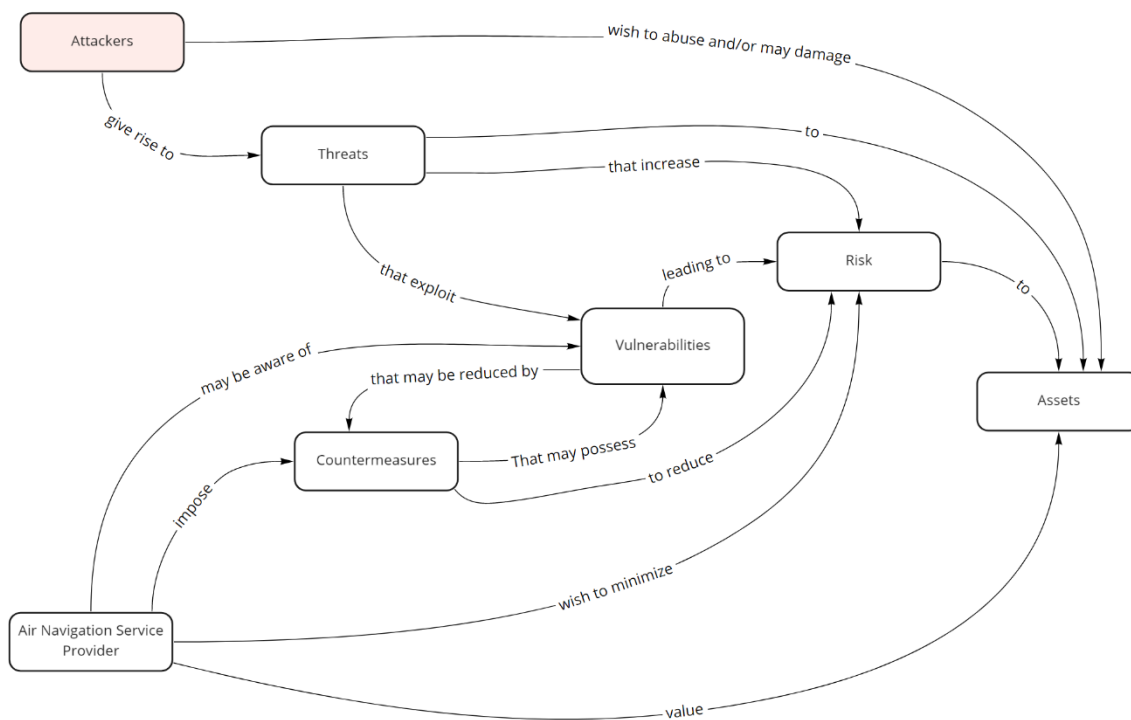 Attackers
wish to abuse and/or may damage
give rise to
Threats
to
that increase
Risk
leading to
to
that exploit
Vulnerabilities
may be aware of
that may be reduced by
Assets
Countermeasures
That may possess
to reduce
impose
wish to minimize
Air Navigation Service
Provider
value